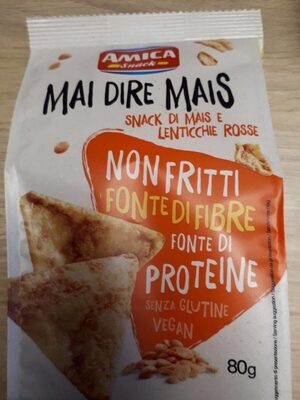 AMICA
Snack
MAI DIRE MAIS
SNACK DI MAIS E
LENTICCHIE ROSSE
NON FRITTI
FONTE DI FIBRE
FONTE DI
PROTEINE
SENZA GLUTINE
VEGAN
80g